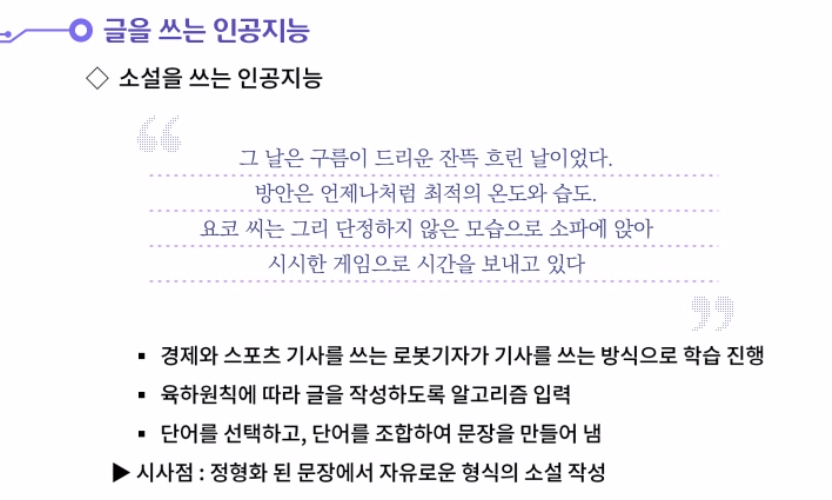 글을 쓰는 인공지능
◇ 소설을 쓰는 인공지능
“
그 날은 구름이 드리운 잔뜩 흐린 날이었다.
방안은 언제나처럼 최적의 온도와 습도.
요코 씨는 그리 단정하지 않은 모습으로 소파에 앉아
시시한 게임으로 시간을 보내고 있다
”
▪ 경제와 스포츠 기사를 쓰는 로봇기자가 기사를 쓰는 방식으로 학습 진행
▪ 육하원칙에 따라 글을 작성하도록 알고리즘 입력
▪ 단어를 선택하고, 단어를 조합하여 문장을 만들어 냄
▶ 시사점 : 정형화 된 문장에서 자유로운 형식의 소설 작성